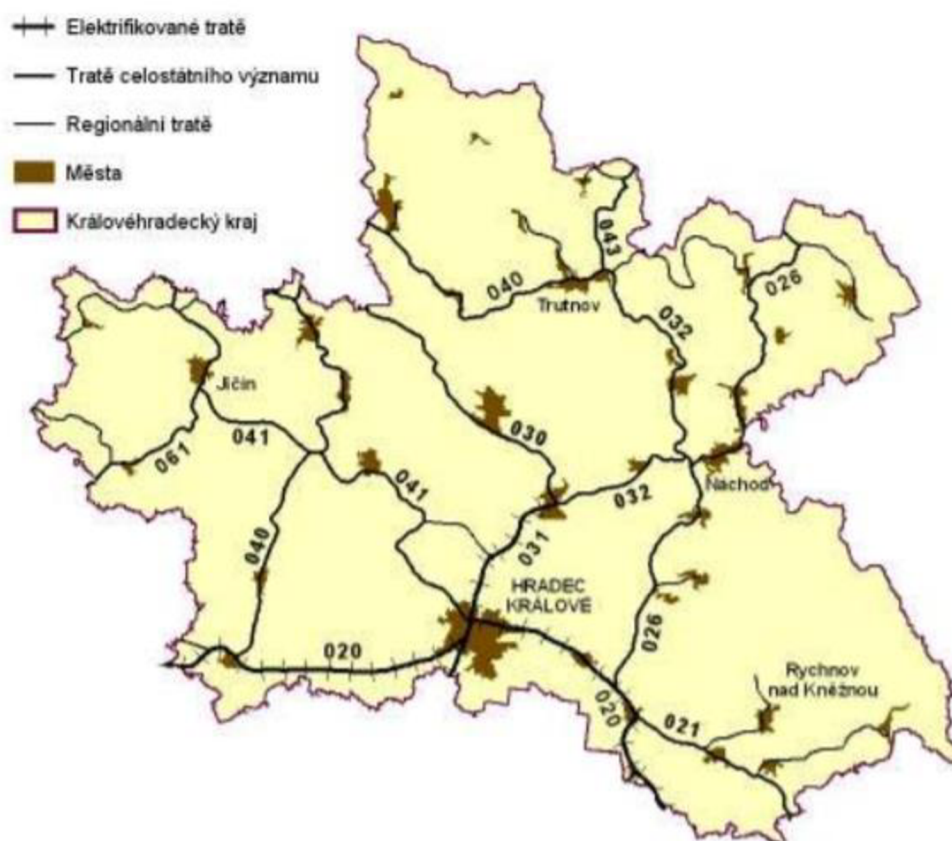 Elektrifikované tratě
Tratě celostátního významu
Regionální tratě
Města
Královéhradecký kraj
043
040
026
Trutnov
032
Jičín
041
030
061
041
032
Náchod
031
040
HRADEC
KRÁLOVÉ
026
020
Rychnov
nad Kněžnou
020
021